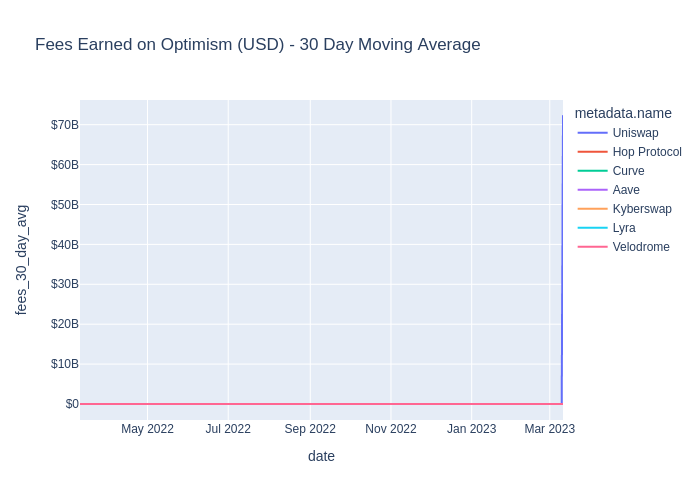 Fees Earned on Optimism (USD) - 30 Day Moving Average
metadata.name
Uniswap
Hop Protocol
Curve
Aave
Kyberswap
Lyra
Velodrome
fees_30_day_avg
$70B
$60B
$50B
$40B
$30B
$20B
$10B
$0
May 2022
Jul 2022
Sep 2022
Nov 2022
Jan 2023
Mar 2023
date